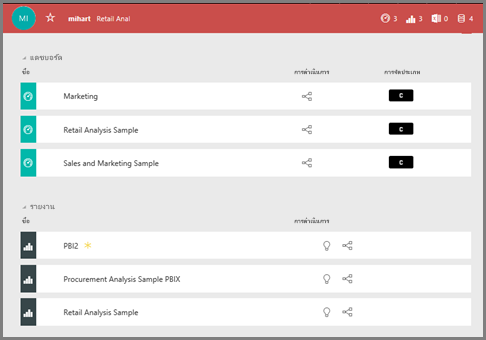 MI mihart Retail Anal 3 3 0 4
แดชบอร์ด
ชื่อ การดำเนินการ การจัดประเภท
Marketing C
Retail Analysis Sample C
Sales and Marketing Sample C
รายงาน
ชื่อ การดำเนินการ
PBI2
Procurement Analysis Sample PBIX
Retail Analysis Sample